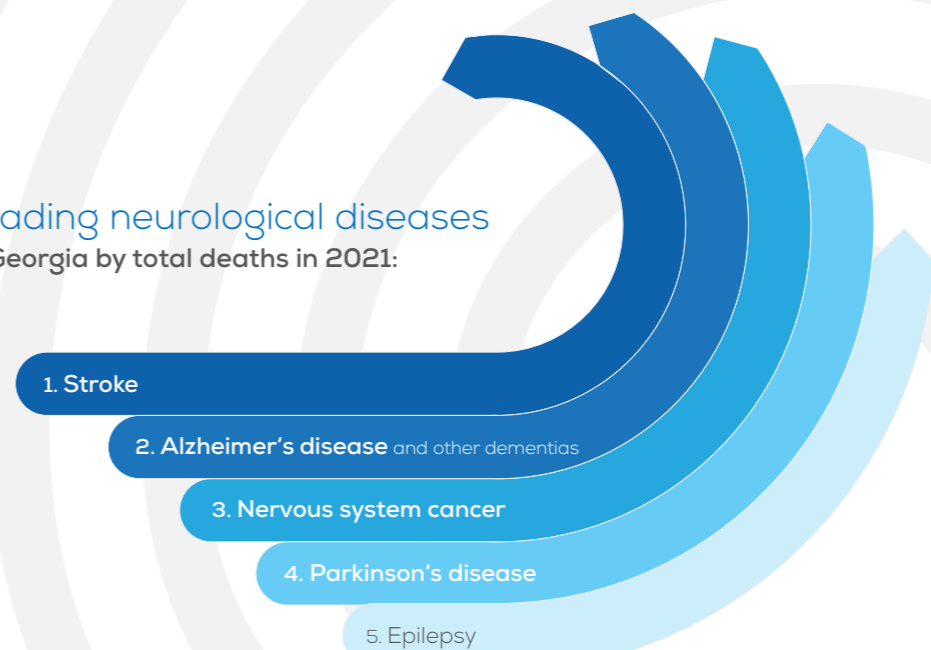 ading neurological diseases
Georgia by total deaths in 2021:
1. Stroke
2. Alzheimer's disease and other dementias
3. Nervous system cancer
4. Parkinson's disease
5. Epilepsy